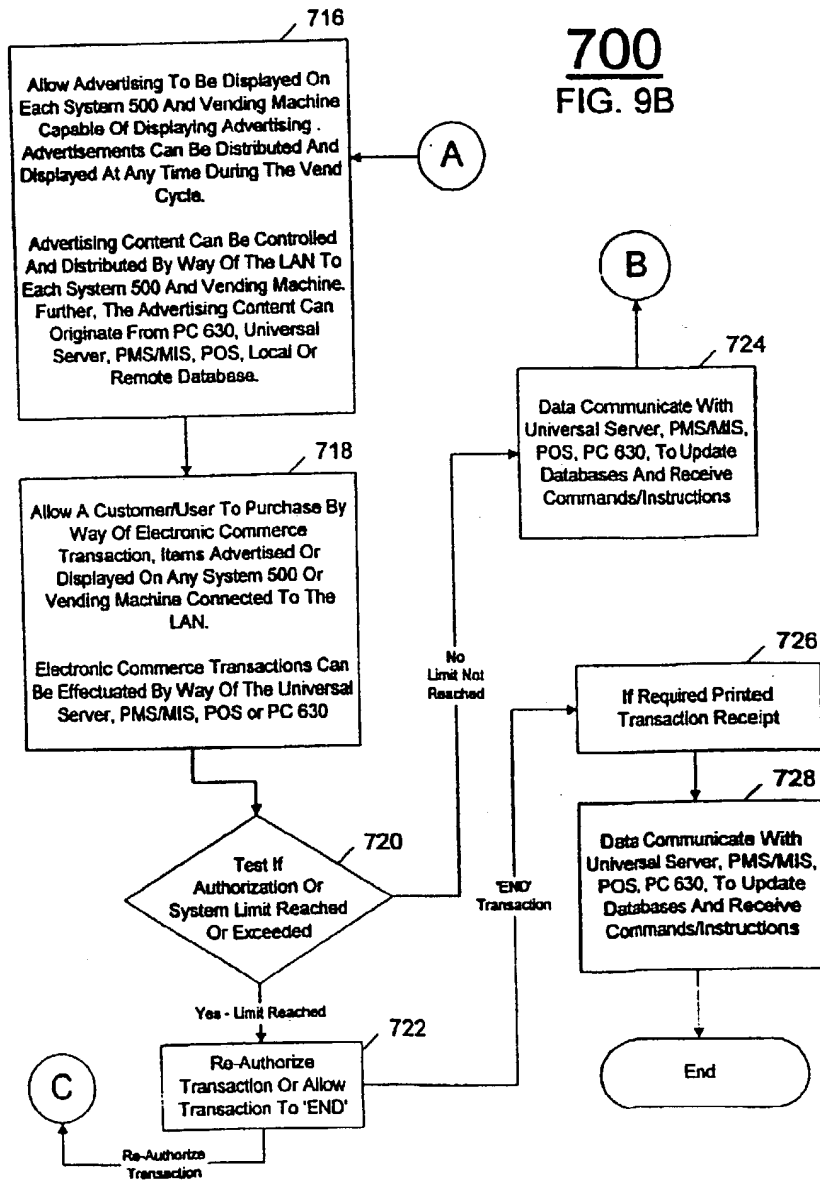 716
700
FIG. 9B
Allow Advertising To Be Displayed On
Each System 500 And Vending Machine
Capable Of Displaying Advertising .
Advertisements Can Be Distributed And
Displayed At Any Time During The Vend
Cycle.
Advertising Content Can Be Controlled
And Distributed By Way Of The LAN To
Each System 500 And Vending Machine.
Further, The Advertising Content Can
Originate From PC 630, Universal
Server, PMS/MIS, POS, Local Or
Remote Database.
A
B
718
Allow A Customer/User To Purchase By
Way Of Electronic Commerce
Transaction, Items Advertised Or
Displayed On Any System 500 Or
Vending Machine Connected To The
LAN.
Electronic Commerce Transactions Can
Be Effectuated By Way Of The Universal
Server, PMS/MIS, POS or PC 630
724
Data Communicate With
Universal Server, PMS/MIS,
POS, PC 630, To Update
Databases And Receive
Commands/Instructions
720
Test If
Authorization Or
System Limit Reached
Or Exceeded
No
Limit Not
Reached
Yes - Limit Reached
722
Re-Authorize
Transaction Or Allow
Transaction To 'END'
C
Re-Authorize
Transaction
'END'
Transaction
726
If Required Printed
Transaction Receipt
728
Data Communicate With
Universal Server, PMS/MIS,
POS, PC 630, To Update
Databases And Receive
Commands/Instructions
End